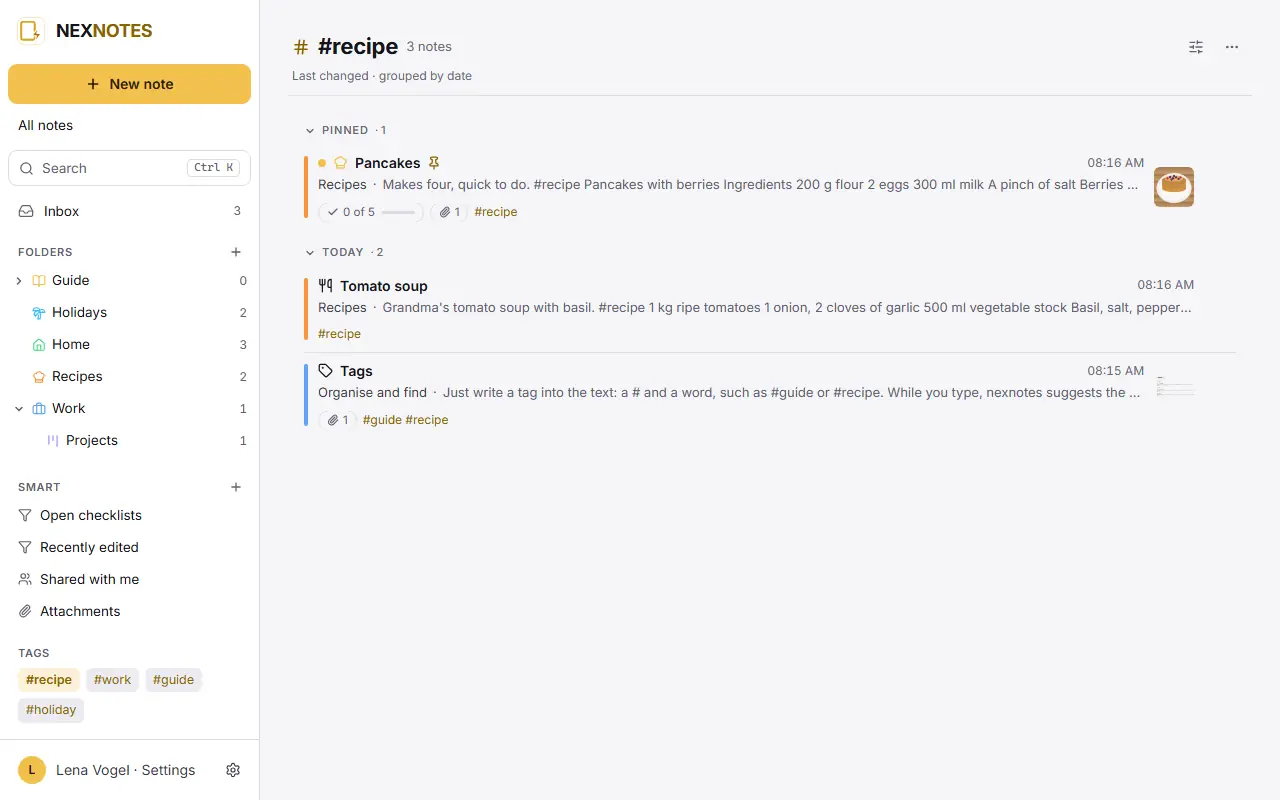 NEXNOTES
+ New note
All notes
Search Ctrl K
Inbox 3
FOLDERS +
Guide 0
Holidays 2
Home 3
Recipes 2
Work 1
Projects 1
SMART +
Open checklists
Recently edited
Shared with me
Attachments
TAGS
#recipe #work #guide
#holiday
L Lena Vogel · Settings
# #recipe 3 notes
Last changed · grouped by date
PINNED · 1
Pancakes 08:16 AM
Recipes · Makes four, quick to do. #recipe Pancakes with berries Ingredients 200 g flour 2 eggs 300 ml milk A pinch of salt Berries ...
0 of 5 1 #recipe
TODAY · 2
Tomato soup 08:16 AM
Recipes · Grandma's tomato soup with basil. #recipe 1 kg ripe tomatoes 1 onion, 2 cloves of garlic 500 ml vegetable stock Basil, salt, pepper...
#recipe
Tags 08:15 AM
Organise and find · Just write a tag into the text: a # and a word, such as #guide or #recipe. While you type, nexnotes suggests the ...
1 #guide #recipe